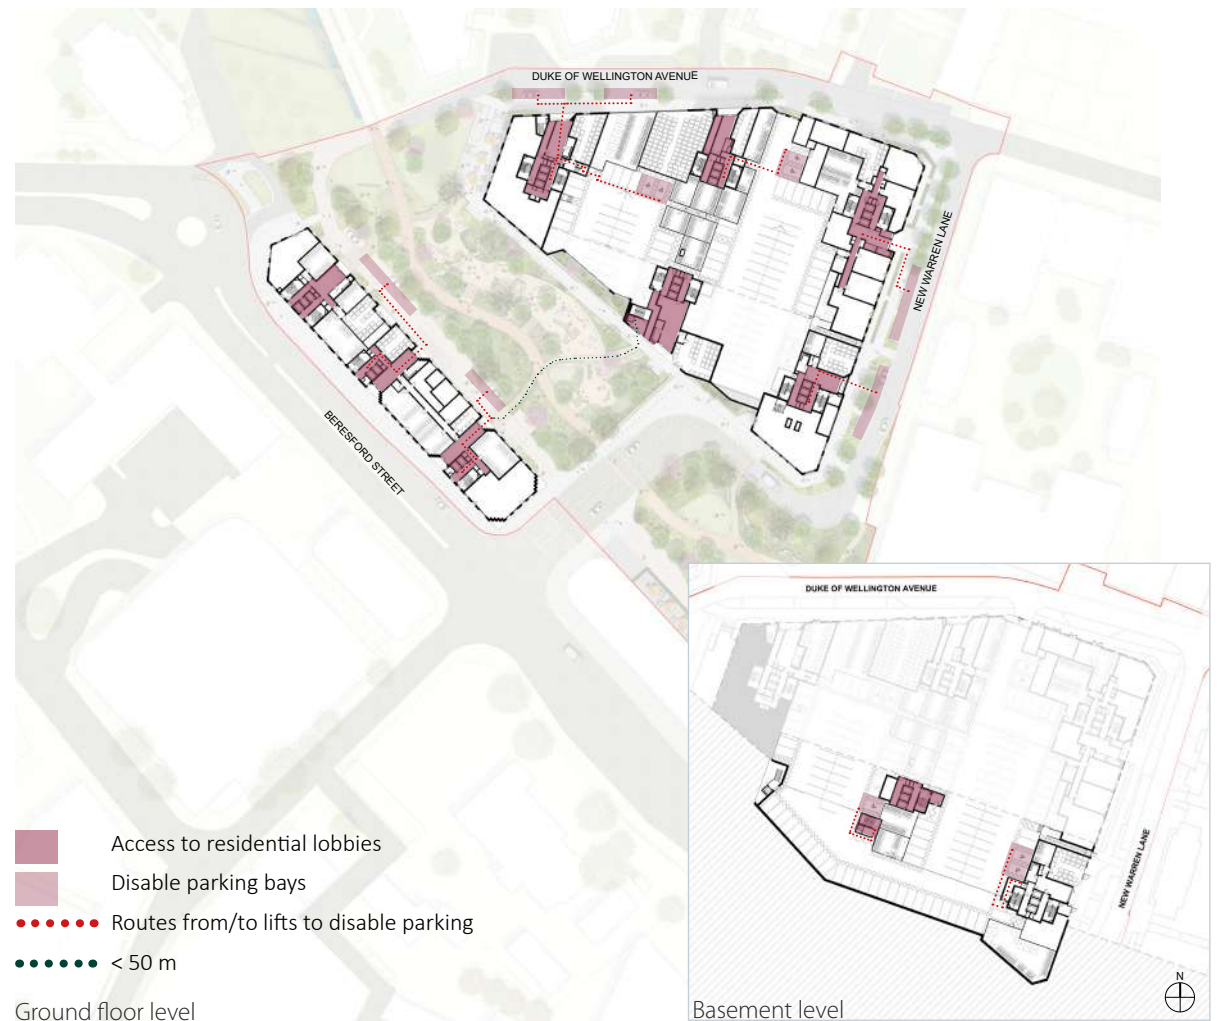 DUKE OF WELLINGTON AVENUE
NEW WARREN LANE
BERESFORD STREET
DUKE OF WELLINGTON AVENUE
NEW WARREN LANE
Access to residential lobbies
Disable parking bays
Routes from/to lifts to disable parking
< 50 m
Ground floor level
Basement level
N